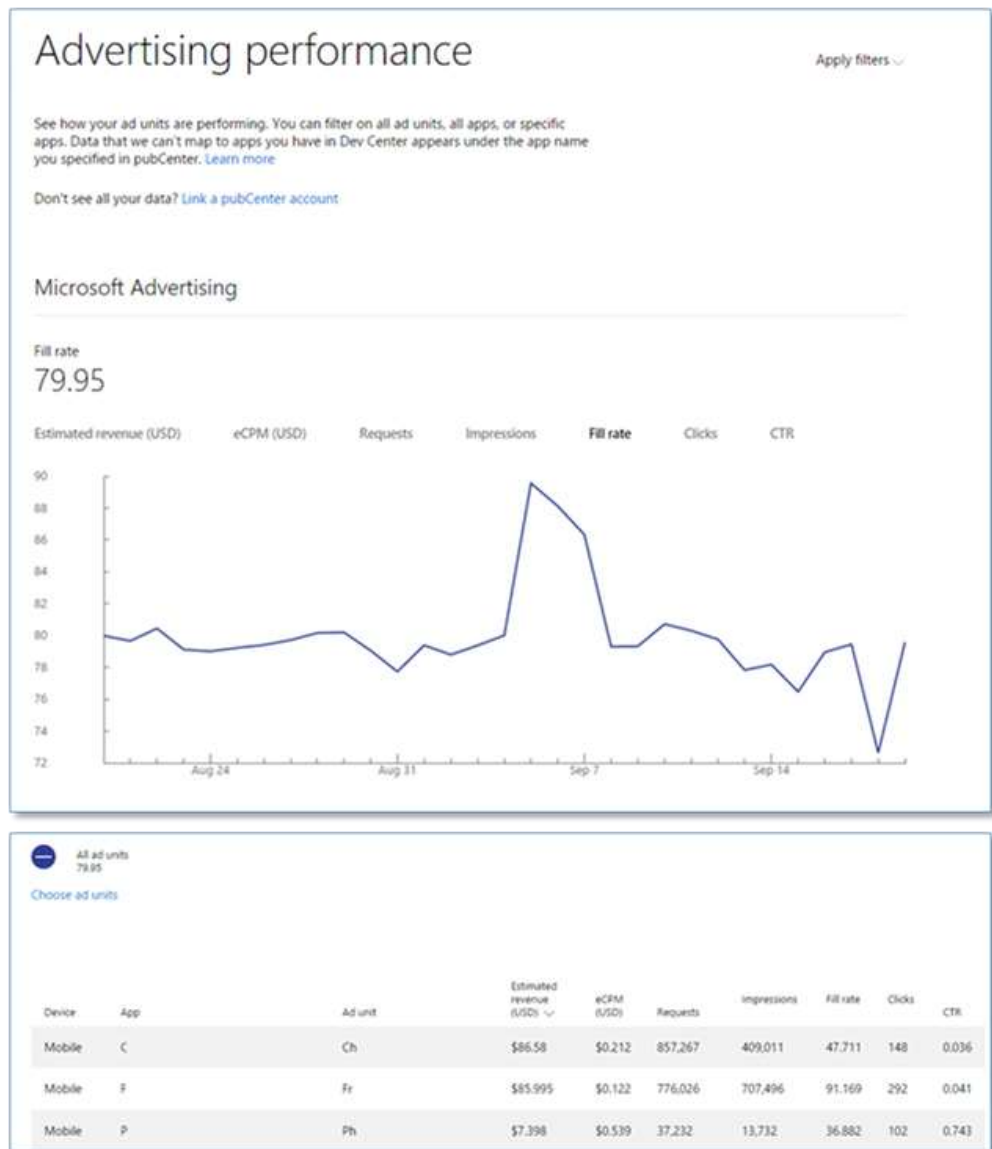 Advertising performance
Apply filters
See how your ad units are performing. You can filter on all ad units, all apps, or specific
apps. Data that we can't map to apps you have in Dev Center appears under the app name
you specified in pubCenter. Learn more
Don't see all your data? Link a pubCenter account
Microsoft Advertising
Fill rate
79.95
Estimated revenue (USD) eCPM (USD) Requests Impressions Fill rate Clicks CTR
90
88
86
84
82
80
78
76
74
72
Aug 24 Aug 31 Sep 7 Sep 14
All ad units
79.95
Choose ad units
Device App Ad unit Estimated revenue (USD) eCPM (USD) Requests Impressions Fill rate Clicks CTR
Mobile C Ch $86.58 $0.212 857,267 409,011 47.711 148 0.036
Mobile F Fr $85.995 $0.122 776,026 707,496 91.169 292 0.041
Mobile P Ph $7.398 $0.539 37,232 13,732 36.882 102 0.743